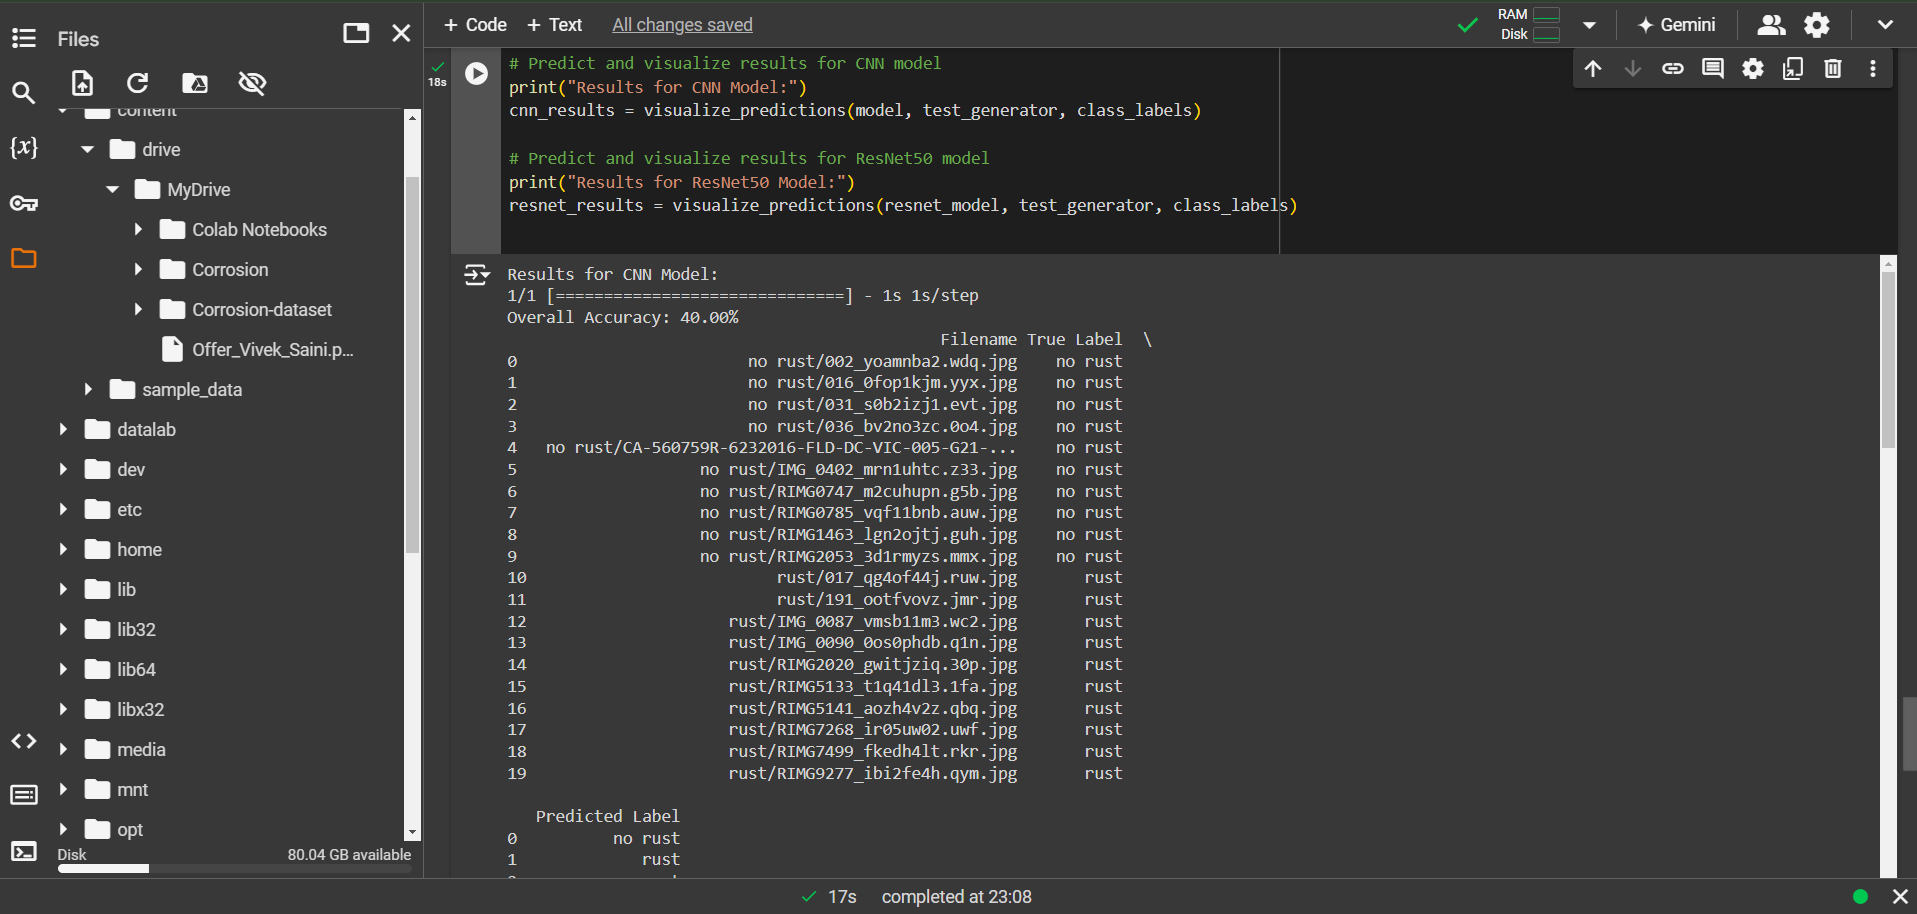 Files
content
drive
MyDrive
Colab Notebooks
Corrosion
Corrosion-dataset
Offer_Vivek_Saini.p...
sample_data
datalab
dev
etc
home
lib
lib32
lib64
libx32
media
mnt
opt
Disk 80.04 GB available
+ Code + Text All changes saved
RAM
Disk
Gemini
18s
# Predict and visualize results for CNN model
print("Results for CNN Model:")
cnn_results = visualize_predictions(model, test_generator, class_labels)
# Predict and visualize results for ResNet50 model
print("Results for ResNet50 Model:")
resnet_results = visualize_predictions(resnet_model, test_generator, class_labels)
Results for CNN Model:
1/1 [==============================] - 1s 1s/step
Overall Accuracy: 40.00%
Filename True Label \
0 no rust/002_yoamnba2.wdq.jpg no rust
1 no rust/016_0fop1kjm.yyx.jpg no rust
2 no rust/031_s0b2izj1.evt.jpg no rust
3 no rust/036_bv2no3zc.0o4.jpg no rust
4 no rust/CA-560759R-6232016-FLD-DC-VIC-005-G21-... no rust
5 no rust/IMG_0402_mrn1uhtc.z33.jpg no rust
6 no rust/RIMG0747_m2cuhupn.g5b.jpg no rust
7 no rust/RIMG0785_vqf11bnb.auw.jpg no rust
8 no rust/RIMG1463_lgn2ojtj.guh.jpg no rust
9 no rust/RIMG2053_3d1rmyzs.mmx.jpg no rust
10 rust/017_qg4of44j.ruw.jpg rust
11 rust/191_ootfvovz.jmr.jpg rust
12 rust/IMG_0087_vmsb11m3.wc2.jpg rust
13 rust/IMG_0090_0os0phdb.q1n.jpg rust
14 rust/RIMG2020_gwitjziq.30p.jpg rust
15 rust/RIMG5133_t1q41dl3.1fa.jpg rust
16 rust/RIMG5141_aozh4v2z.qbq.jpg rust
17 rust/RIMG7268_ir05uw02.uwf.jpg rust
18 rust/RIMG7499_fkedh4lt.rkr.jpg rust
19 rust/RIMG9277_ibi2fe4h.qym.jpg rust
Predicted Label
0 no rust
1 rust
17s completed at 23:08